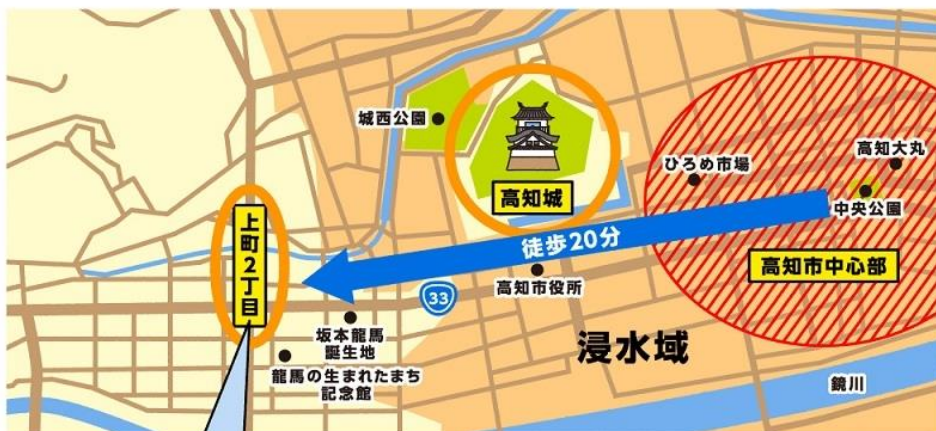 城西公園
高知城
ひろめ市場
高知大丸
中央公園
上町2丁目
徒歩20分
高知市中心部
高知市役所
33
坂本龍馬
誕生地
龍馬の生まれたまち
記念館
浸水域
鏡川